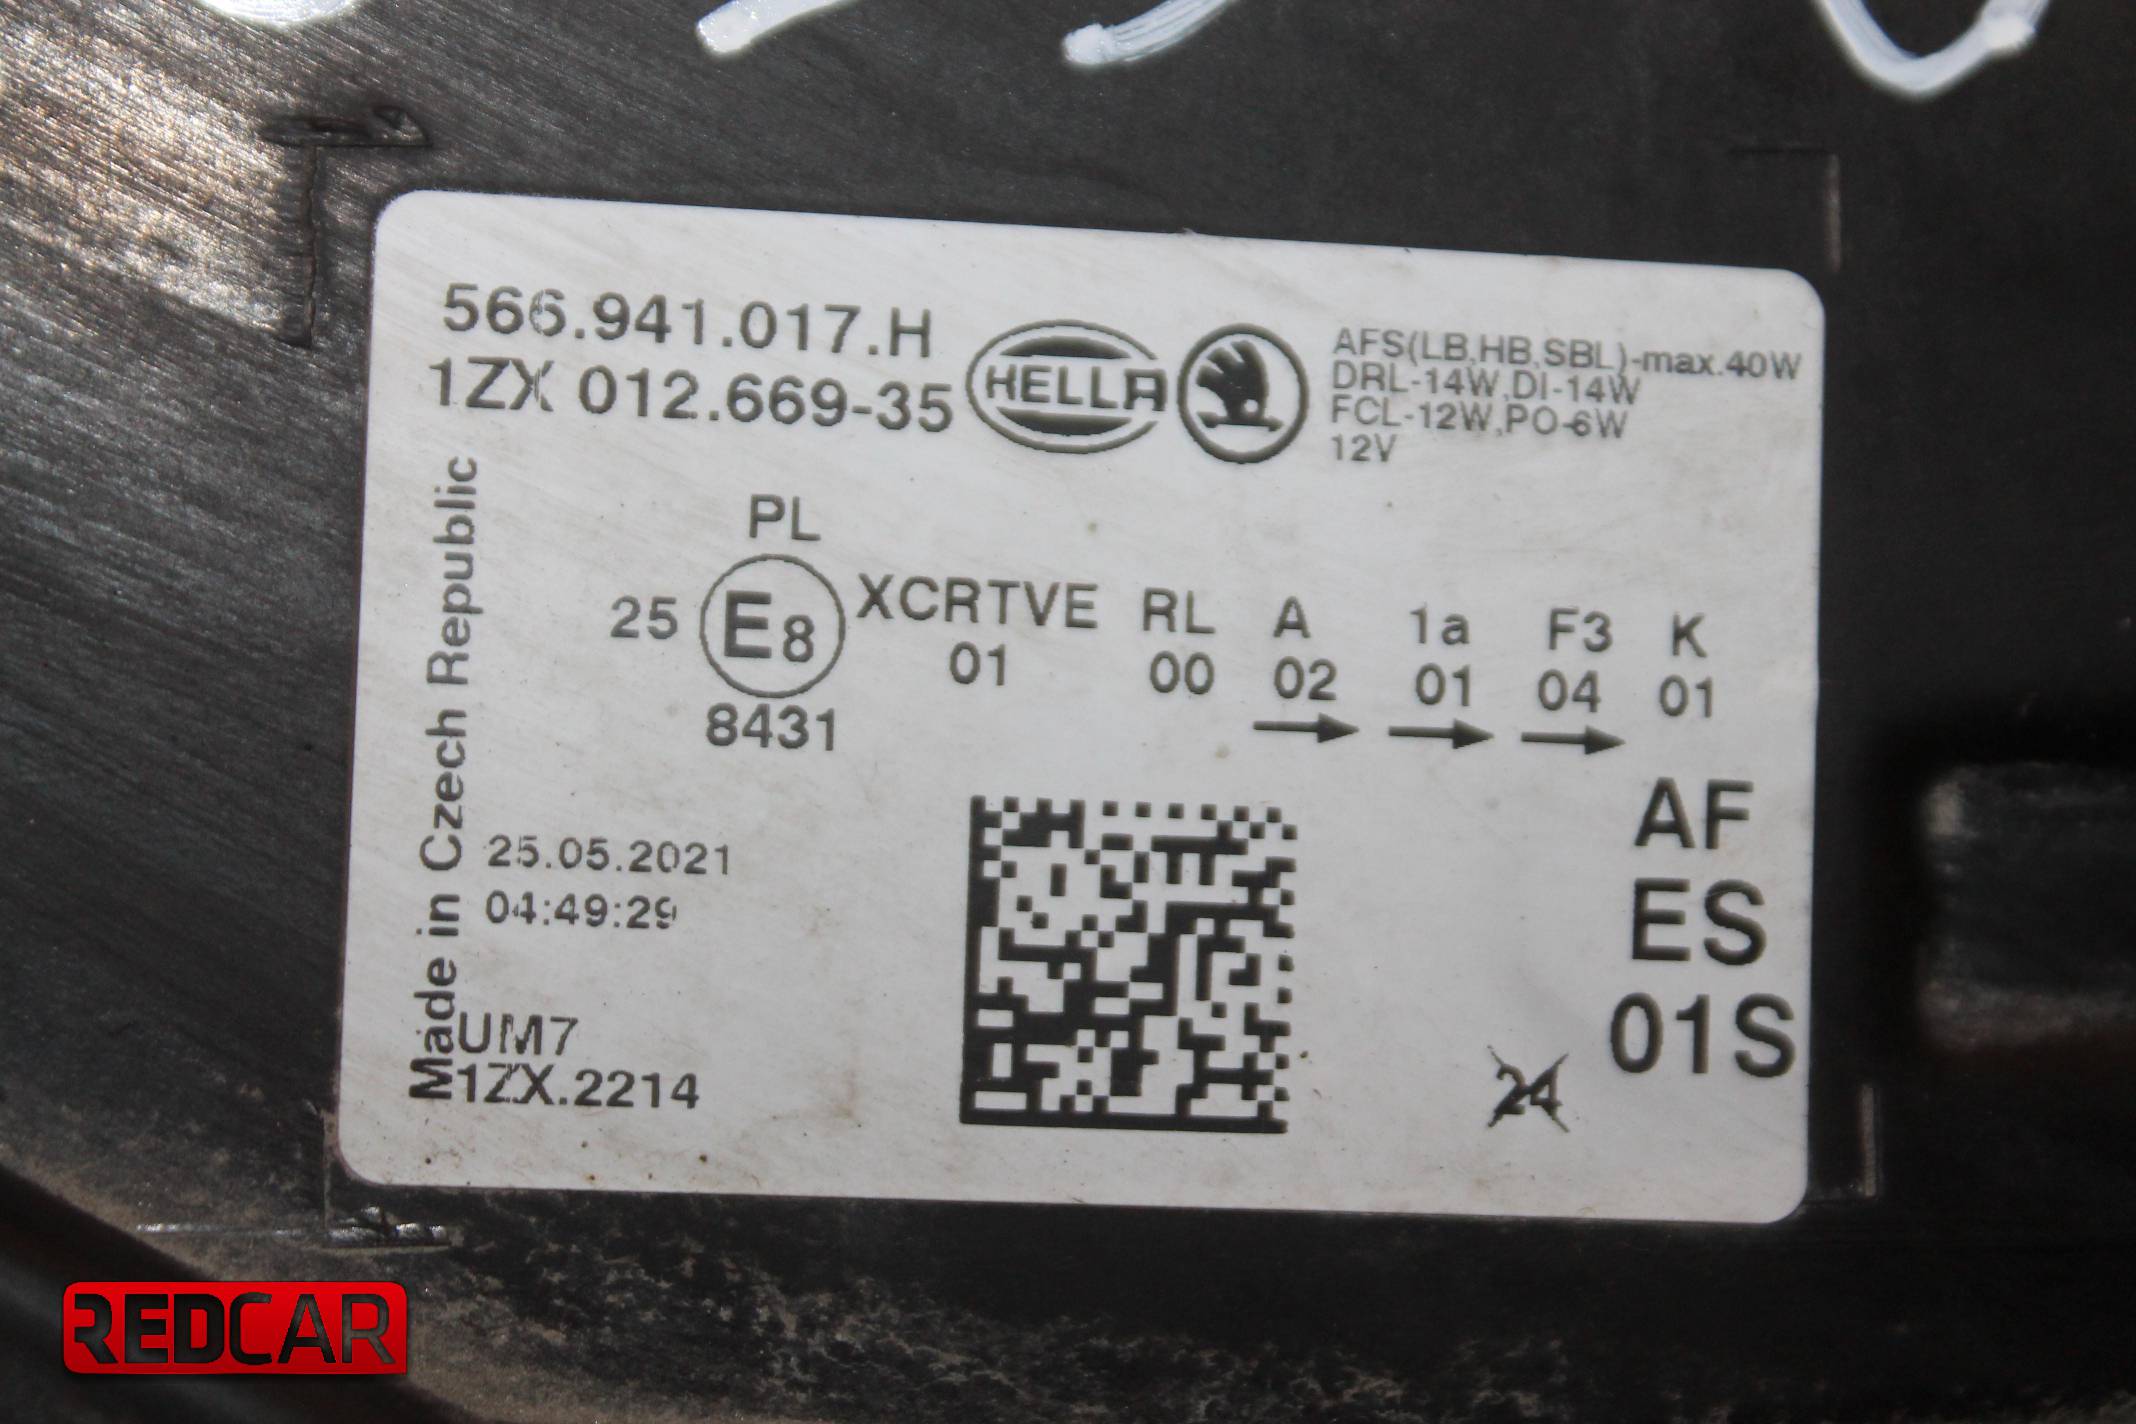 566.941.017.H
1ZX 012.669-35
HELLA
AFS(LB,HB,SBL)-max.40W
DRL-14W,DI-14W
FCL-12W,PO-6W
12V
Made in Czech Republic
PL
25 E8 XCRTVE RL A 1a F3 K
01 00 02 01 04 01
8431
25.05.2021
04:49:29
UM7
1ZX.2214
AF
ES
01S
24
REDCAR